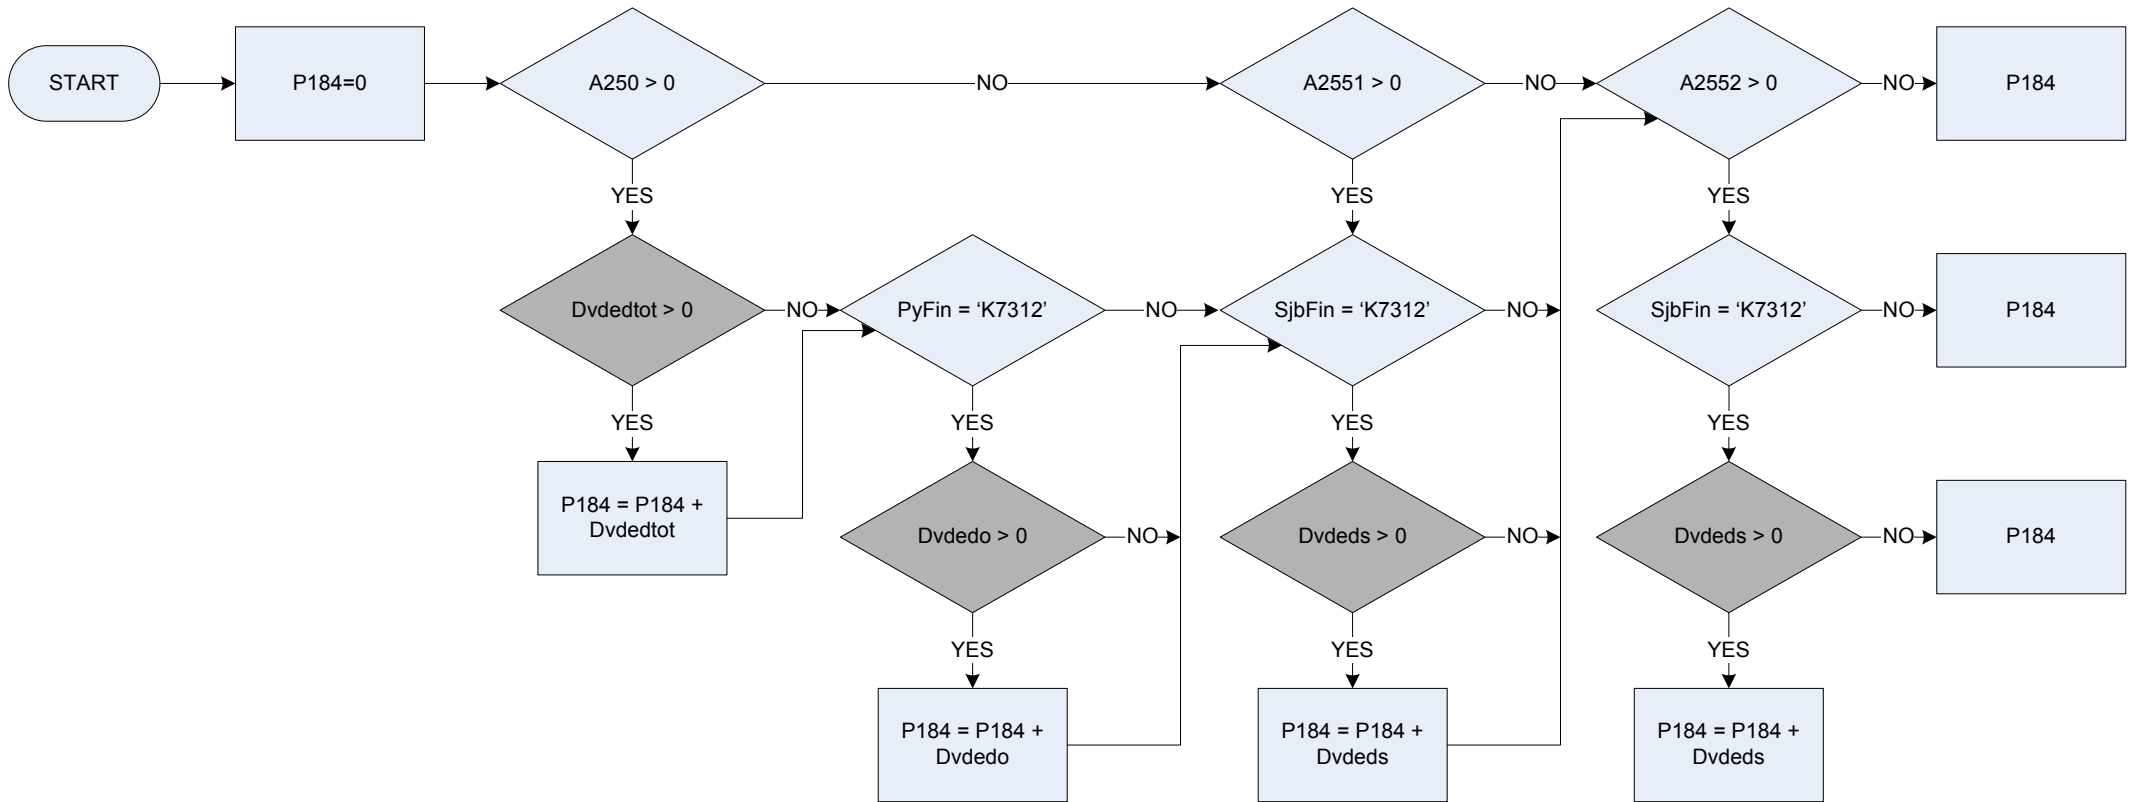 START
P184=0
A250 > 0
NO
A2551 > 0
NO
A2552 > 0
NO
P184
YES
YES
YES
Dvdedtot > 0
NO
PyFin = ‘K7312’
NO
SjbFin = ‘K7312’
NO
SjbFin = ‘K7312’
NO
P184
YES
YES
YES
YES
P184 = P184 +
Dvdedtot
Dvdedo > 0
NO
Dvdeds > 0
NO
Dvdeds > 0
NO
P184
YES
YES
YES
P184 = P184 +
Dvdedo
P184 = P184 +
Dvdeds
P184 = P184 +
Dvdeds